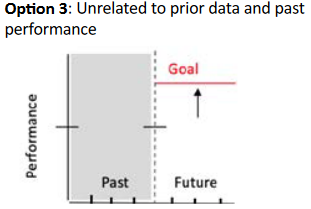 Option 3: Unrelated to prior data and past
performance
Goal
Performance
Past
Future